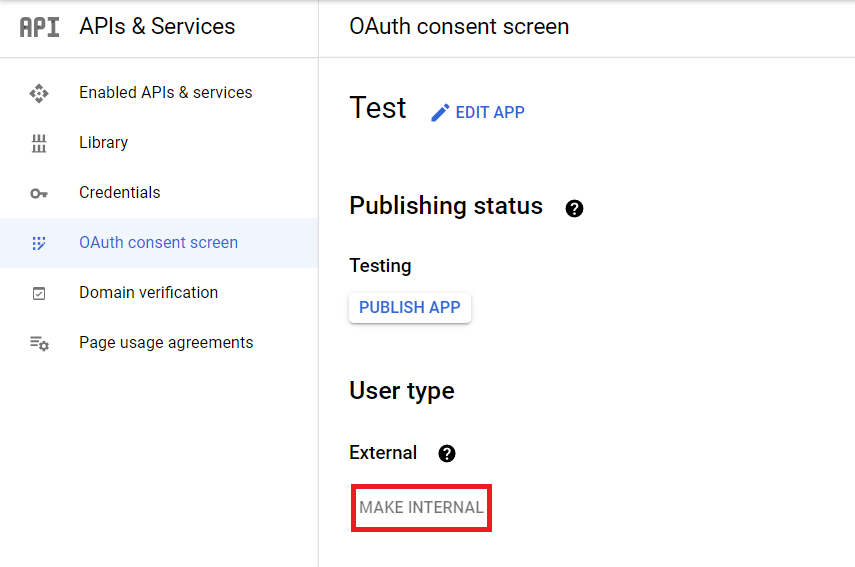 API APIs & Services
OAuth consent screen
Enabled APIs & services
Library
Credentials
OAuth consent screen
Domain verification
Page usage agreements
Test EDIT APP
Publishing status ?
Testing
PUBLISH APP
User type
External ?
MAKE INTERNAL